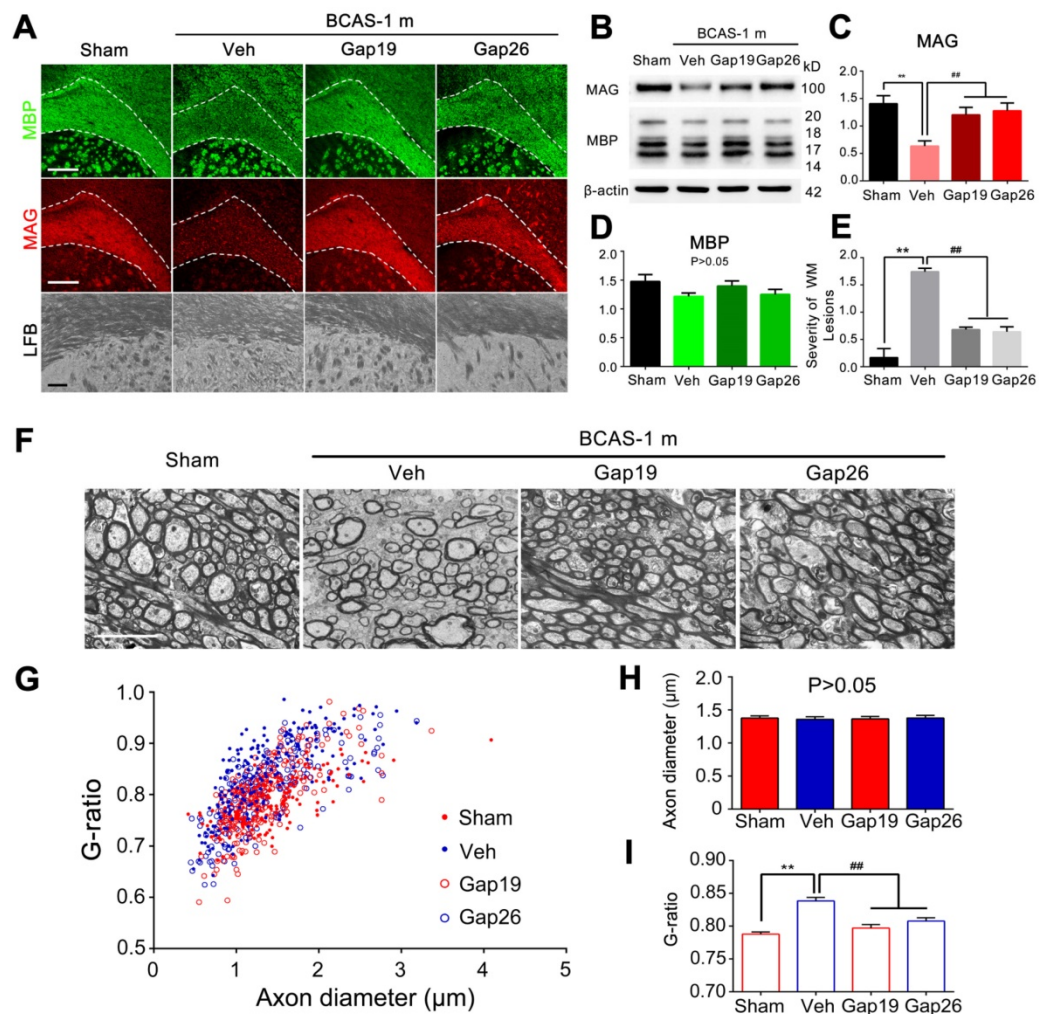 A
BCAS-1 m
Sham Veh Gap19 Gap26
MBP
MAG
LFB
B
BCAS-1 m
Sham Veh Gap19 Gap26 kD
MAG 100
MBP
20
18
17
14
β-actin 42
C
MAG
** ##
1.5
1.0
0.5
0.0
Sham Veh Gap19 Gap26
D
MBP
P>0.05
2.0
1.5
1.0
0.5
0.0
Sham Veh Gap19 Gap26
E
Severity of WM
Lesions
** ##
2.0
1.5
1.0
0.5
0.0
Sham Veh Gap19 Gap26
F
BCAS-1 m
Sham Veh Gap19 Gap26
G
G-ratio
1.0
0.9
0.8
0.7
0.6
0.5
0 1 2 3 4 5
Axon diameter (μm)
Sham
Veh
Gap19
Gap26
H
P>0.05
Axon diameter (μm)
2.0
1.5
1.0
.5
0
Sham Veh Gap19 Gap26
I
G-ratio
** ##
0.90
0.85
0.80
0.75
0.70
Sham Veh Gap19 Gap26